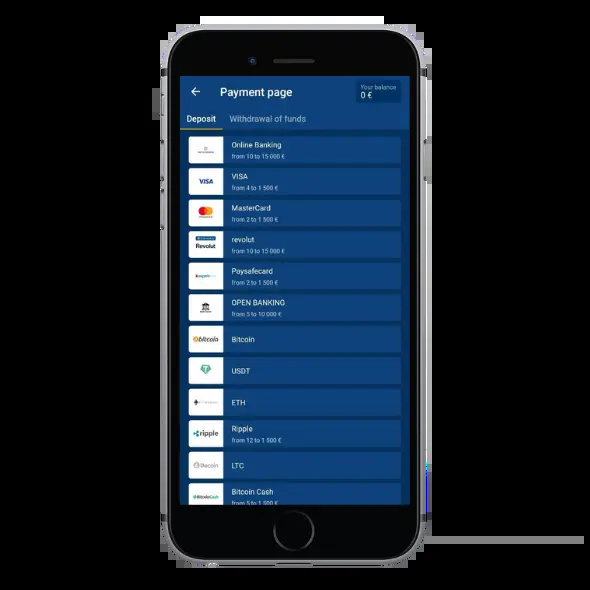 Payment page
Your balance
0 €
Deposit
Withdrawal of funds
Online Banking
from 10 to 15 000 €
VISA
VISA
from 4 to 1 500 €
MasterCard
from 2 to 1 500 €
revolut
Revolut
from 10 to 15 000 €
Paysafecard
paysafe
from 2 to 1 500 €
OPEN BANKING
from 5 to 10 000 €
bitcoin
Bitcoin
USDT
ETH
Ripple
ripple
from 12 to 1 500 €
litecoin
LTC
Bitcoin Cash
BitcoinCash
from 5 to 1 500 €